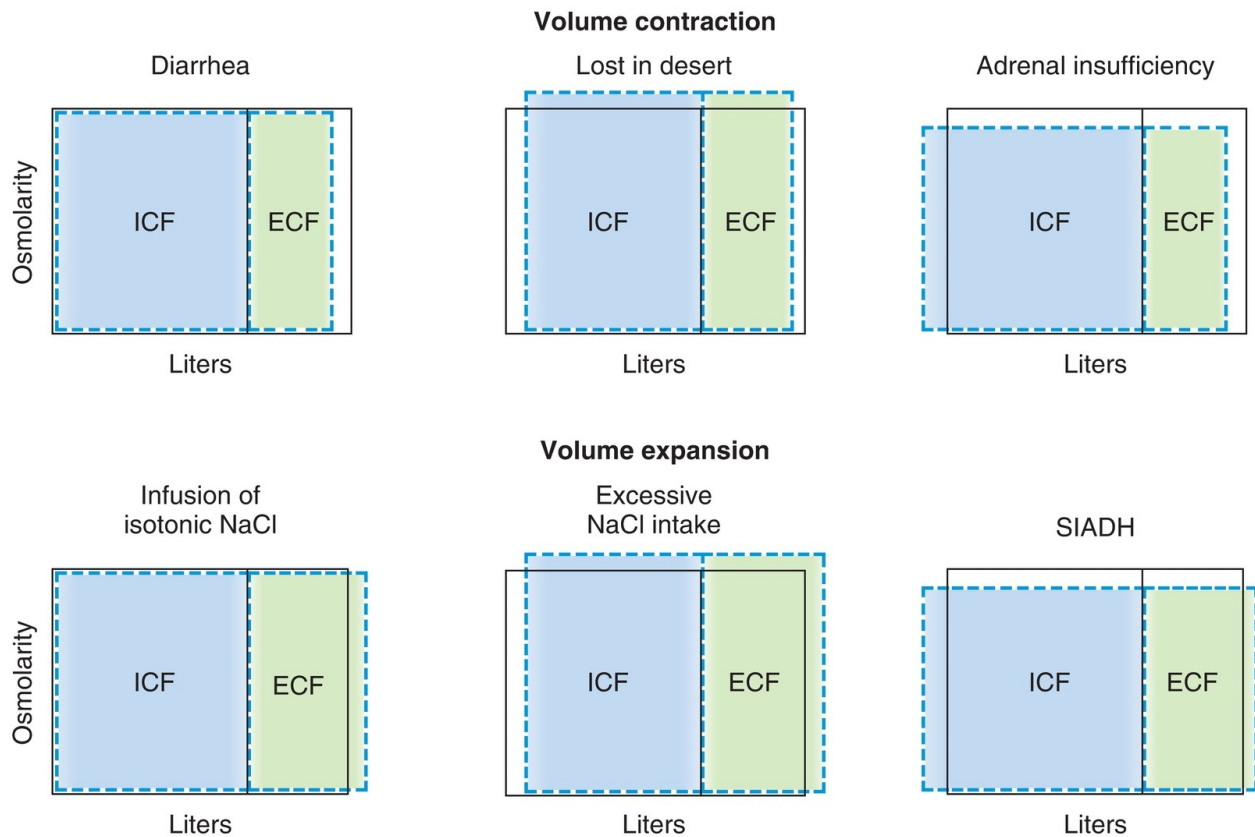 Volume contraction
Diarrhea
Lost in desert
Adrenal insufficiency
Osmolarity
ICF
ECF
ICF
ECF
ICF
ECF
Liters
Liters
Liters
Volume expansion
Infusion of
isotonic NaCl
Excessive
NaCl intake
SIADH
Osmolarity
ICF
ECF
ICF
ECF
ICF
ECF
Liters
Liters
Liters